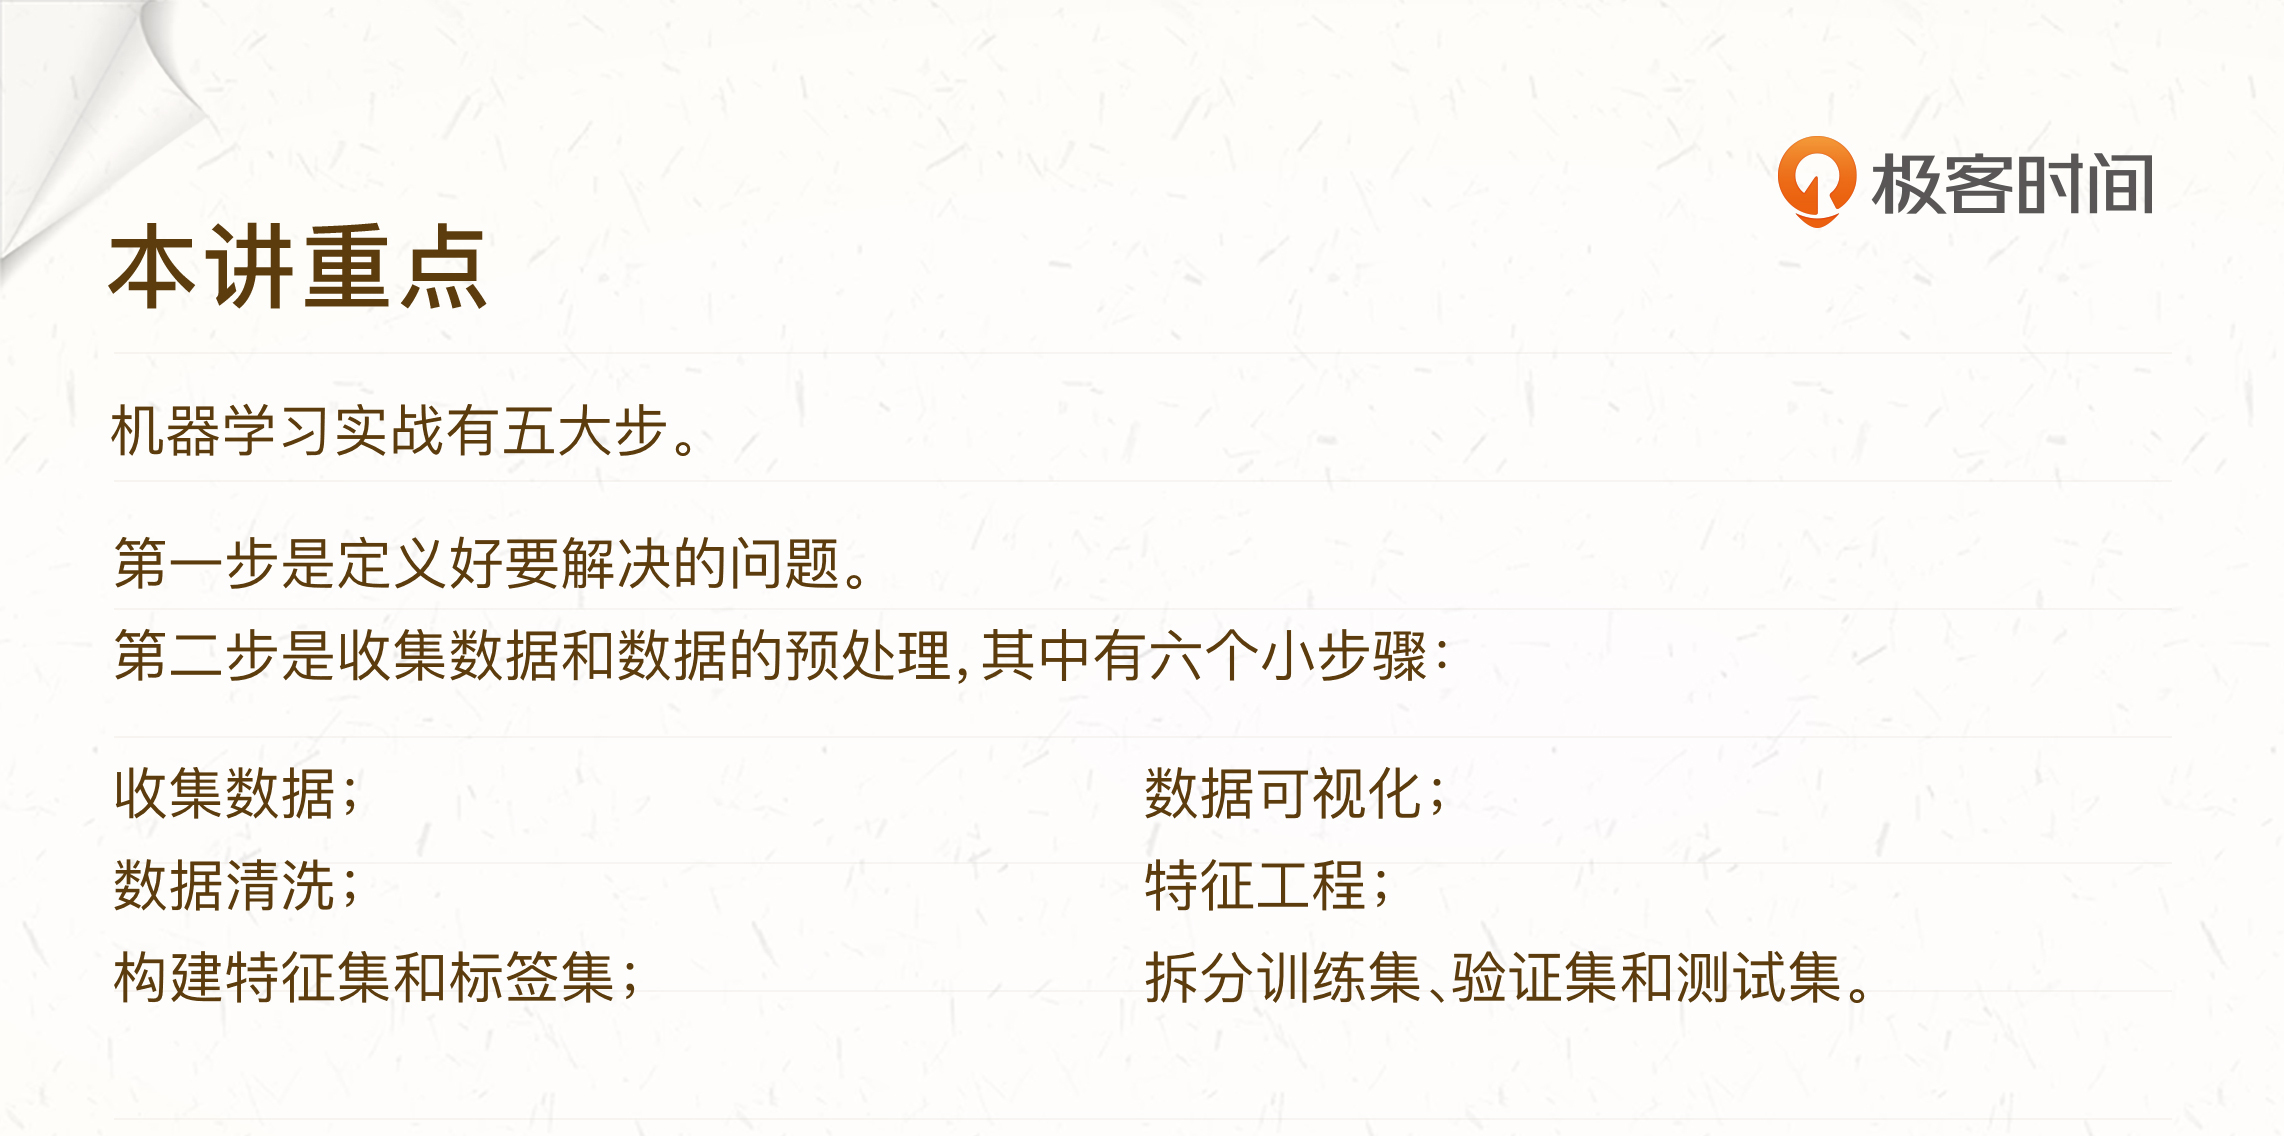 极客时间
本讲重点
机器学习实战有五大步。
第一步是定义好要解决的问题。
第二步是收集数据和数据的预处理,其中有六个小步骤：
收集数据；
数据可视化；
数据清洗；
特征工程；
构建特征集和标签集；
拆分训练集、验证集和测试集。